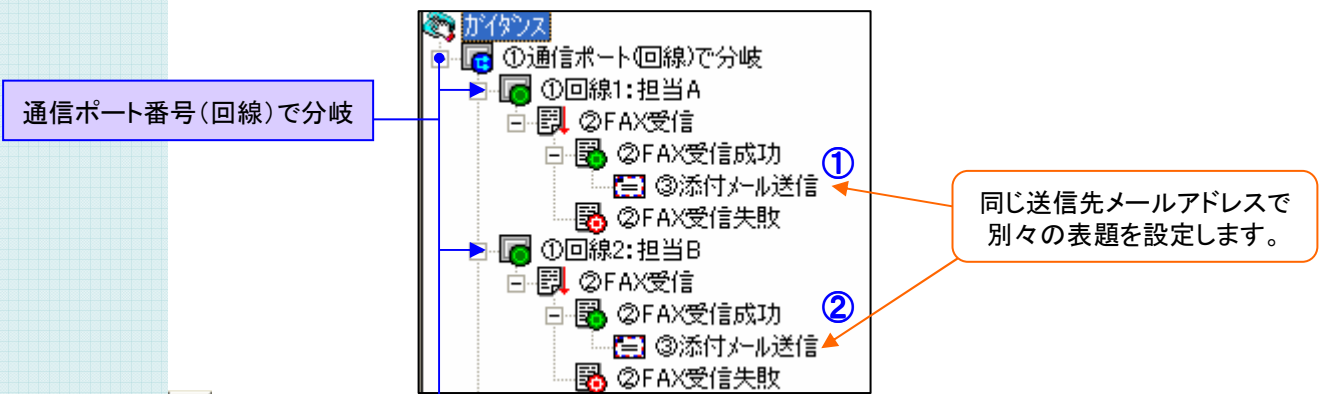 ガイダンス
①通信ポート(回線)で分岐
①回線1:担当A
通信ポート番号（回線）で分岐
②FAX受信
②FAX受信成功
①
③添付メール送信
②FAX受信失敗
同じ送信先メールアドレスで
別々の表題を設定します。
①回線2:担当B
②FAX受信
②FAX受信成功
②
③添付メール送信
②FAX受信失敗